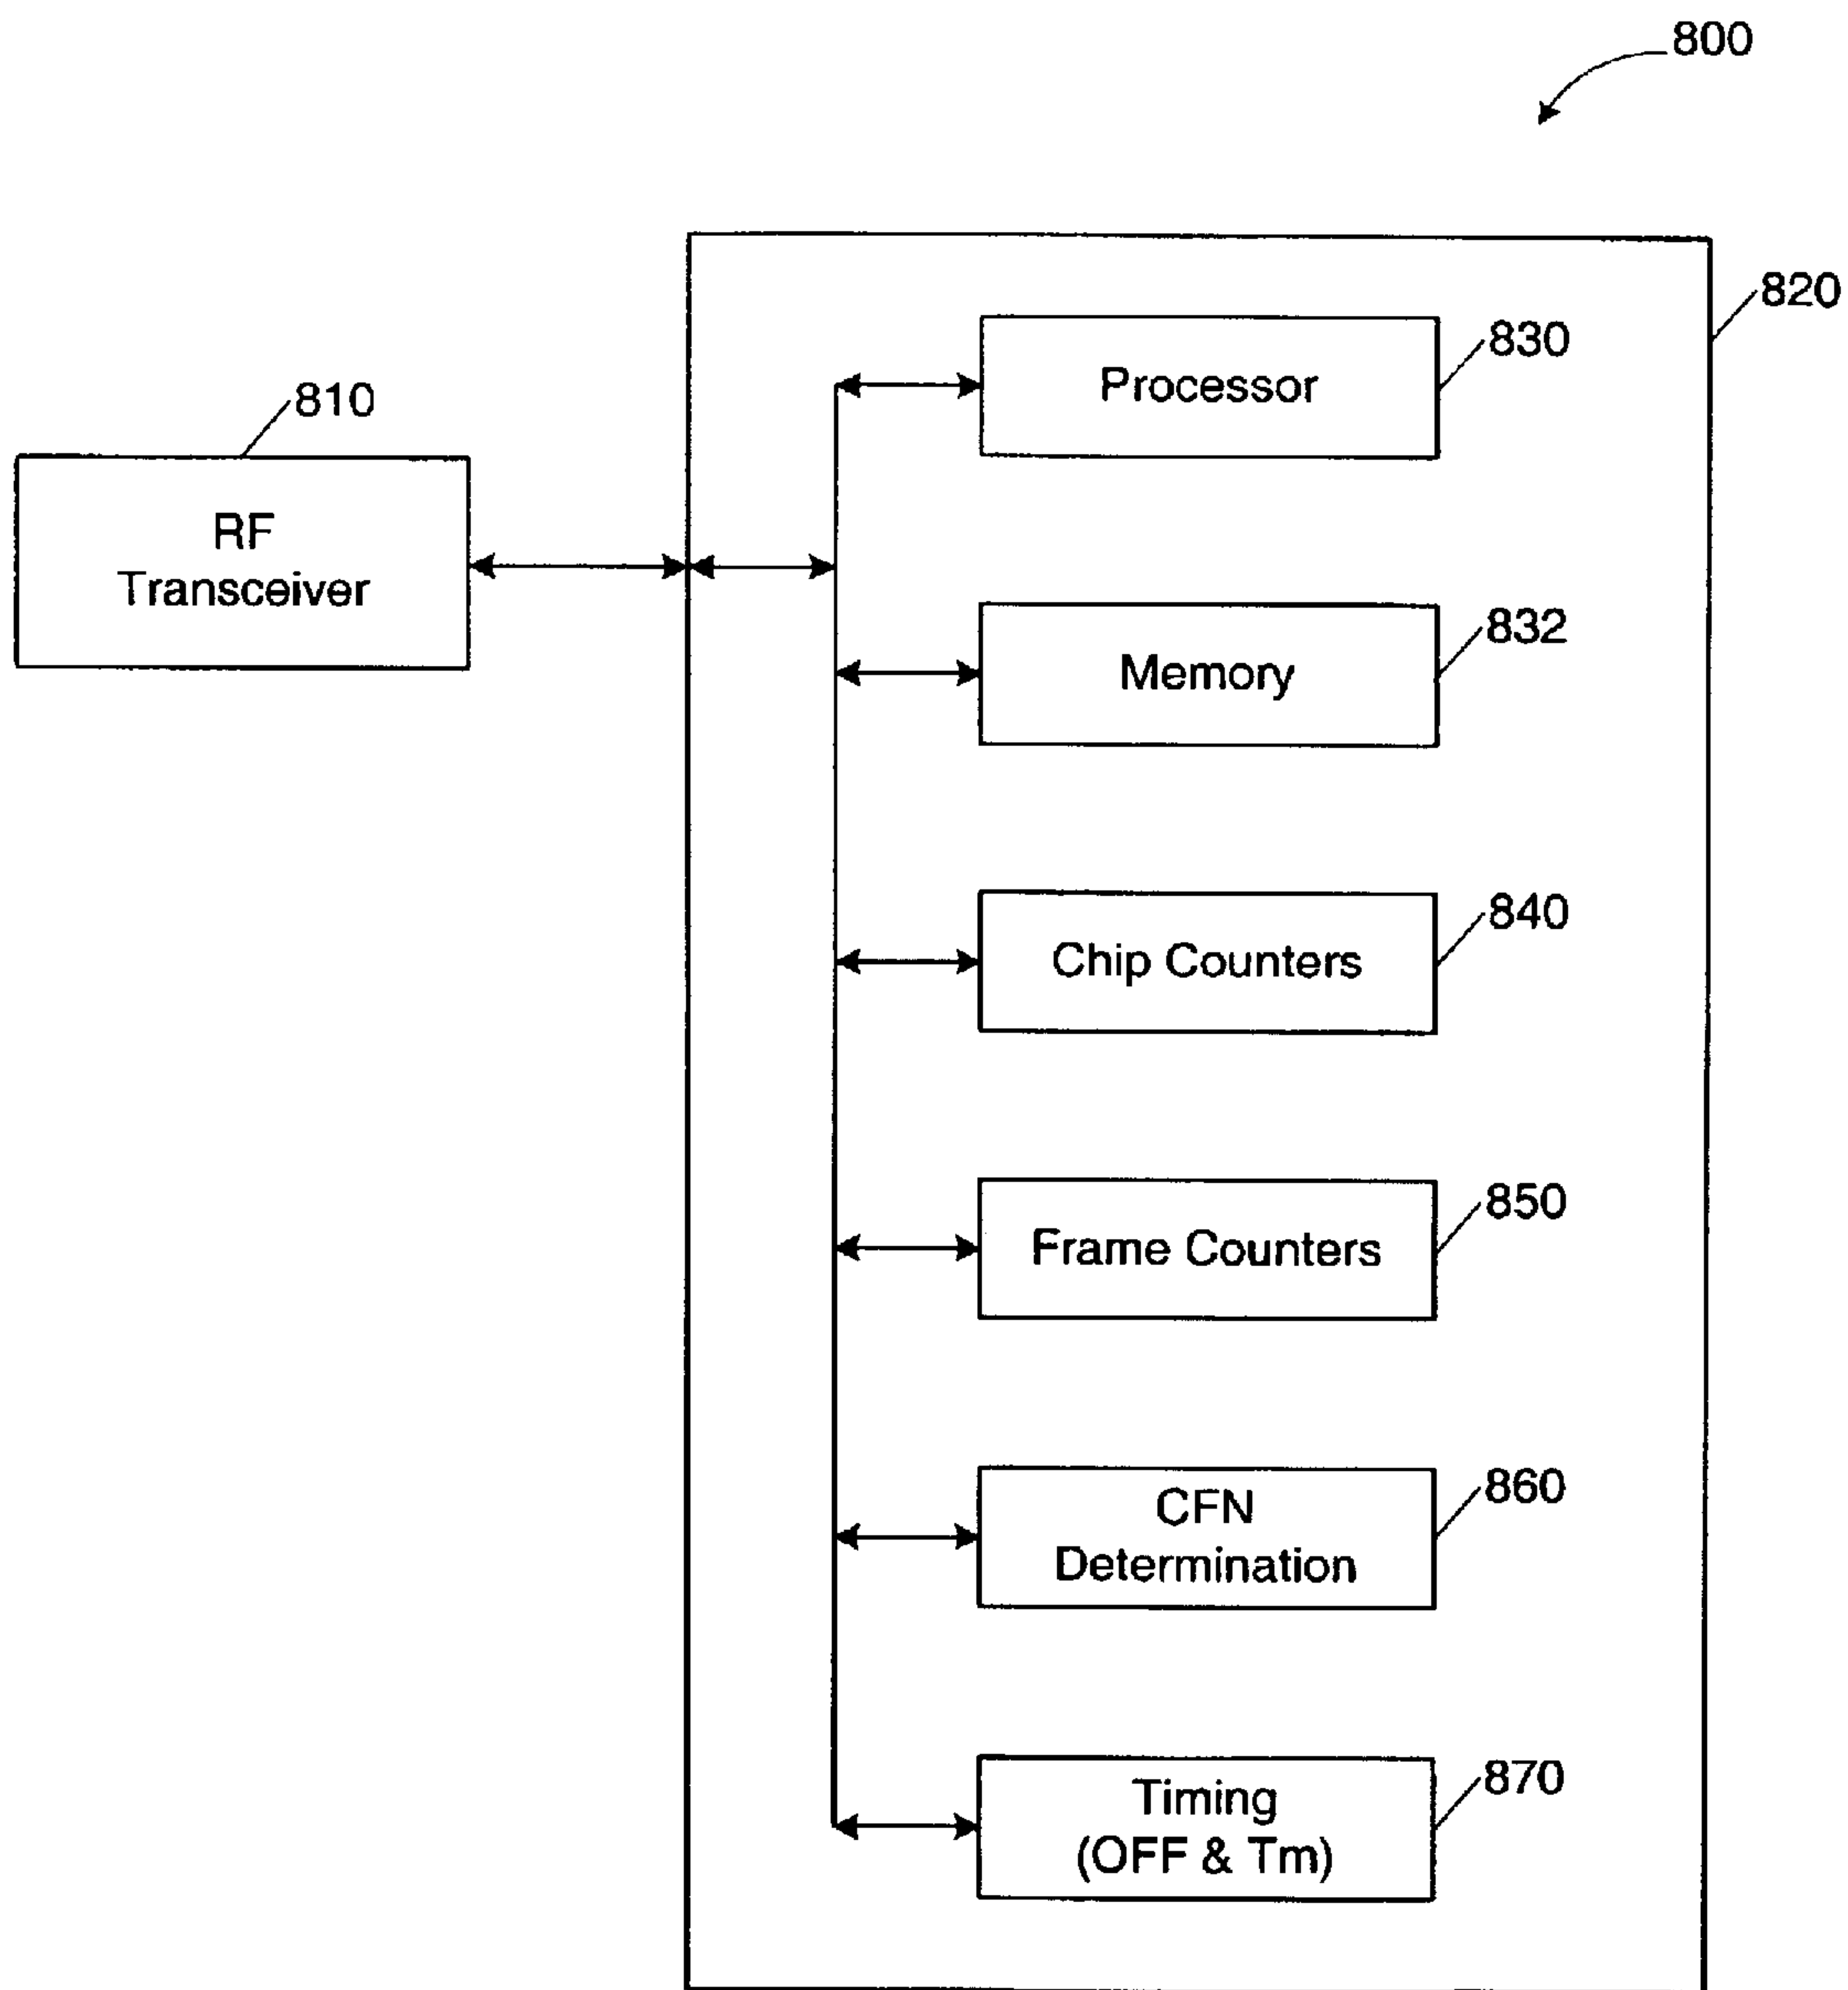 800
820
830
Processor
810
RF
Transceiver
832
Memory
840
Chip Counters
850
Frame Counters
860
CFN
Determination
870
Timing
(OFF & Tm)